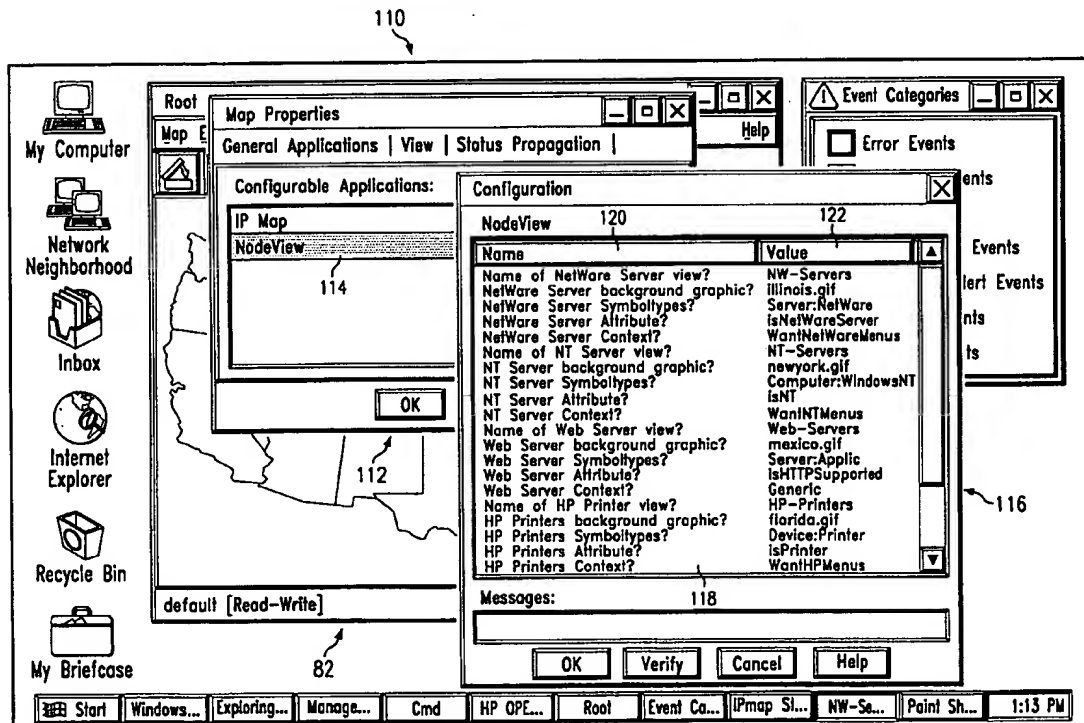 110
My Computer
Network
Neighborhood
Inbox
Internet
Explorer
Recycle Bin
My Briefcase
Root
Map E
Help
default [Read-Write]
82
Map Properties
General Applications | View | Status Propagation |
Configurable Applications:
IP Map
NodeView
114
OK
112
Event Categories
Error Events
ents
Events
lert Events
nts
ts
Configuration
NodeView
120
122
Name Value
Name of NetWare Server view? NW-Servers
NetWare Server background graphic? illinois.gif
NetWare Server Symboltypes? Server:NetWare
NetWare Server Attribute? isNetWareServer
NetWare Server Context? WantNetWareMenus
Name of NT Server view? NT-Servers
NT Server background graphic? newyork.gif
NT Server Symboltypes? Computer:WindowsNT
NT Server Attribute? isNT
NT Server Context? WantNTMenus
Name of Web Server view? Web-Servers
Web Server background graphic? mexico.gif
Web Server Symboltypes? Server:Applic
Web Server Attribute? isHTTPSupported
Web Server Context? Generic
Name of HP Printer view? HP-Printers
HP Printers background graphic? florida.gif
HP Printers Symboltypes? Device:Printer
HP Printers Attribute? isPrinter
HP Printers Context? WantHPMenus
116
Messages:
118
OK Verify Cancel Help
Start Windows... Exploring... Manage... Cmd HP OPE... Root Event Ca... IPmap Sl... NW-Se... Paint Sh... 1:13 PM